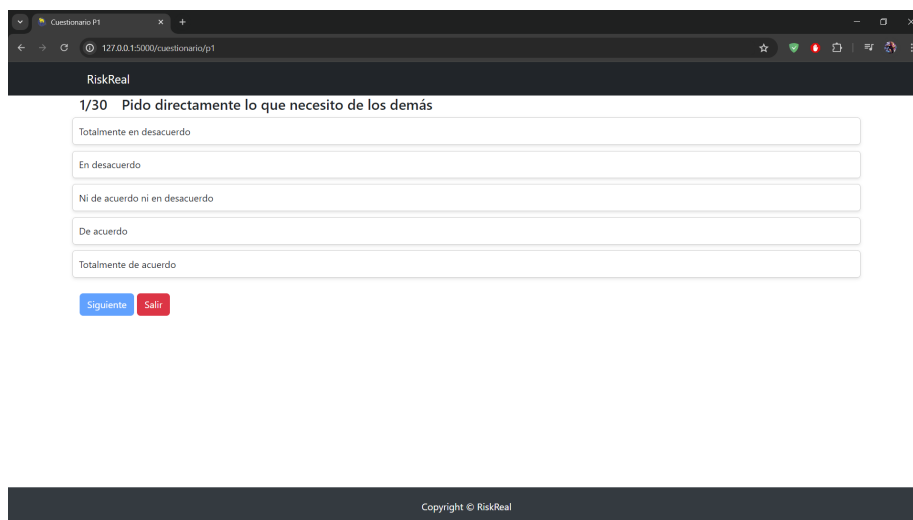 Cuestionario P1
127.0.0.1:5000/cuestionario/p1
RiskReal
1/30 Pido directamente lo que necesito de los demás
Totalmente en desacuerdo
En desacuerdo
Ni de acuerdo ni en desacuerdo
De acuerdo
Totalmente de acuerdo
Siguiente Salir
Copyright © RiskReal